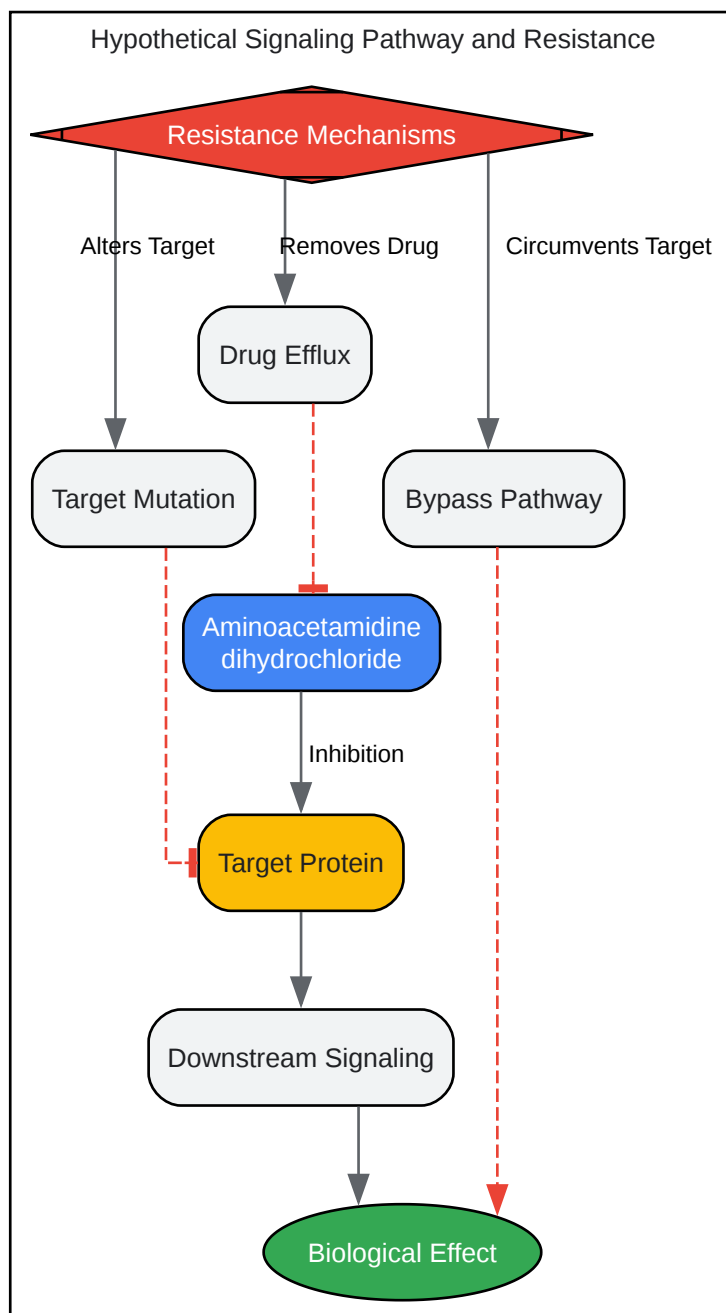 Hypothetical Signaling Pathway and Resistance
Resistance Mechanisms
Alters Target
Removes Drug
Circumvents Target
Drug Efflux
Target Mutation
Bypass Pathway
Aminoacetamidine
dihydrochloride
Inhibition
Target Protein
Downstream Signaling
Biological Effect